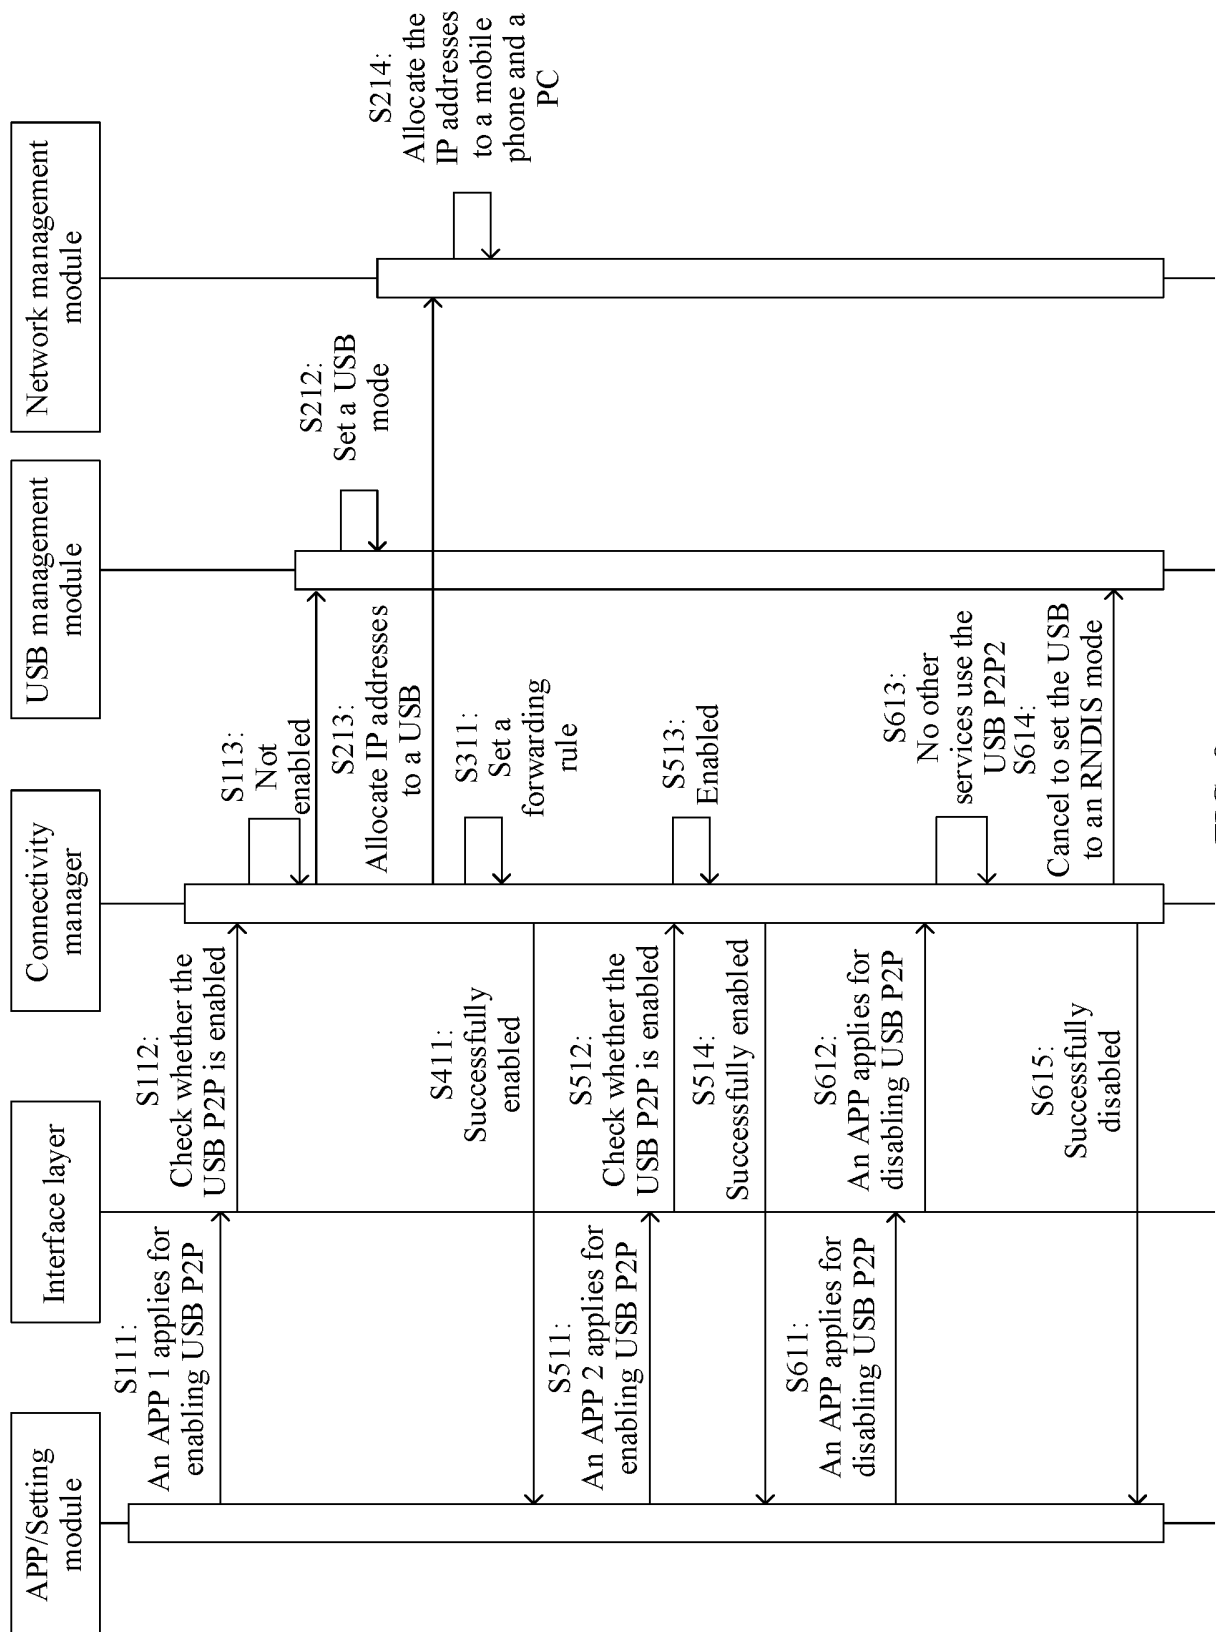 APP/Setting
module
Interface layer
Connectivity
manager
USB management
module
Network management
module
S111:
An APP 1 applies for
enabling USB P2P
S112:
Check whether the
USB P2P is enabled
S113:
Not
enabled
S212:
Set a USB
mode
S213:
Allocate IP addresses
to a USB
S214:
Allocate the
IP addresses
to a mobile
phone and a
PC
S311:
Set a
forwarding
rule
S411:
Successfully
enabled
S511:
An APP 2 applies for
enabling USB P2P
S512:
Check whether the
USB P2P is enabled
S513:
Enabled
S514:
Successfully enabled
S611:
An APP applies for
disabling USB P2P
S612:
An APP applies for
disabling USB P2P
S613:
No other
services use the
USB P2P2
S614:
Cancel to set the USB
to an RNDIS mode
S615:
Successfully
disabled